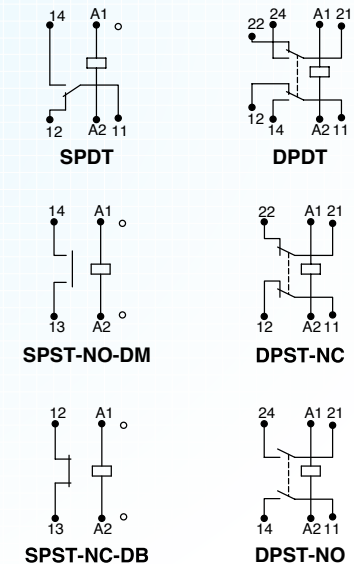 14 A1
12 A2 11
SPDT
22 24 A1 21
12 14 A2 11
DPDT
14 A1
13 A2
SPST-NO-DM
22 A1 21
12 A2 11
DPST-NC
12 A1
13 A2
SPST-NC-DB
24 A1 21
14 A2 11
DPST-NO